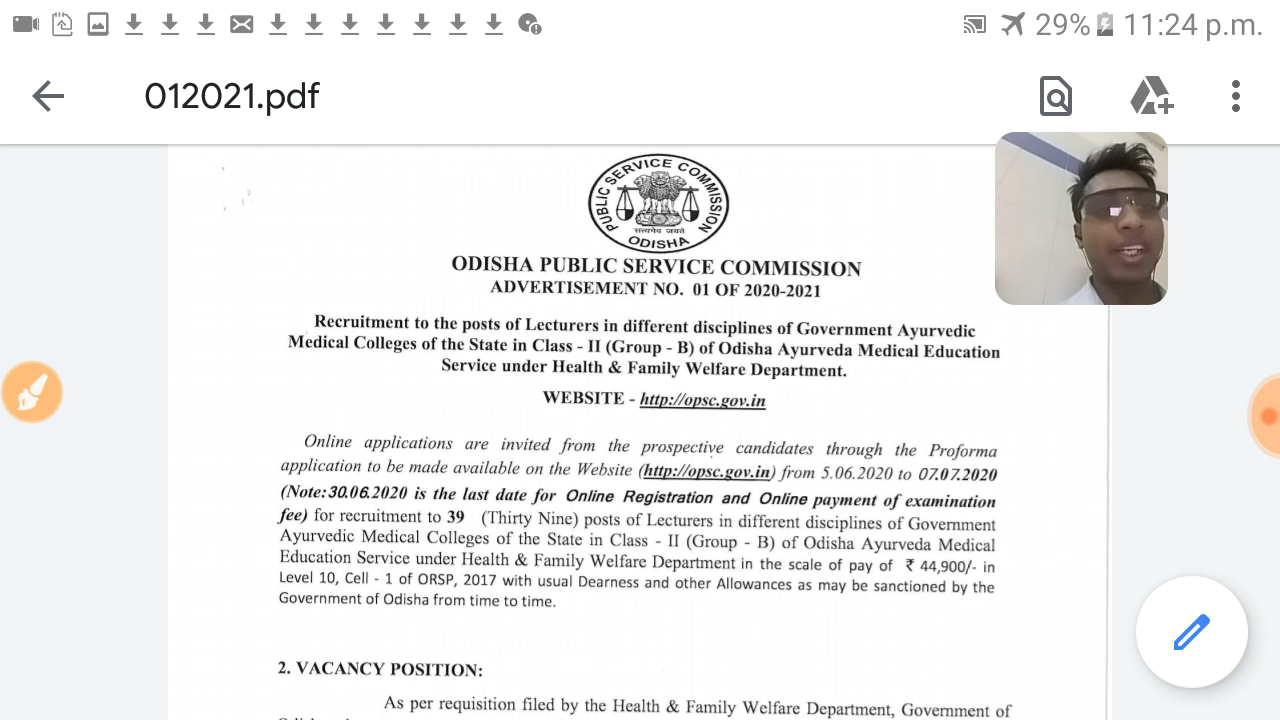 29% 11:24 p.m.
012021.pdf
PUBLIC SERVICE COMMISSION
सत्यमेव जयते
ODISHA
ODISHA PUBLIC SERVICE COMMISSION
ADVERTISEMENT NO. 01 OF 2020-2021
Recruitment to the posts of Lecturers in different disciplines of Government Ayurvedic
Medical Colleges of the State in Class - II (Group - B) of Odisha Ayurveda Medical Education
Service under Health & Family Welfare Department.
WEBSITE - http://opsc.gov.in
Online applications are invited from the prospective candidates through the Proforma
application to be made available on the Website (http://opsc.gov.in) from 5.06.2020 to 07.07.2020
(Note:30.06.2020 is the last date for Online Registration and Online payment of examination
fee) for recruitment to 39 (Thirty Nine) posts of Lecturers in different disciplines of Government
Ayurvedic Medical Colleges of the State in Class - II (Group - B) of Odisha Ayurveda Medical
Education Service under Health & Family Welfare Department in the scale of pay of ₹ 44,900/- in
Level 10, Cell - 1 of ORSP, 2017 with usual Dearness and other Allowances as may be sanctioned by the
Government of Odisha from time to time.
2. VACANCY POSITION:
As per requisition filed by the Health & Family Welfare Department, Government of